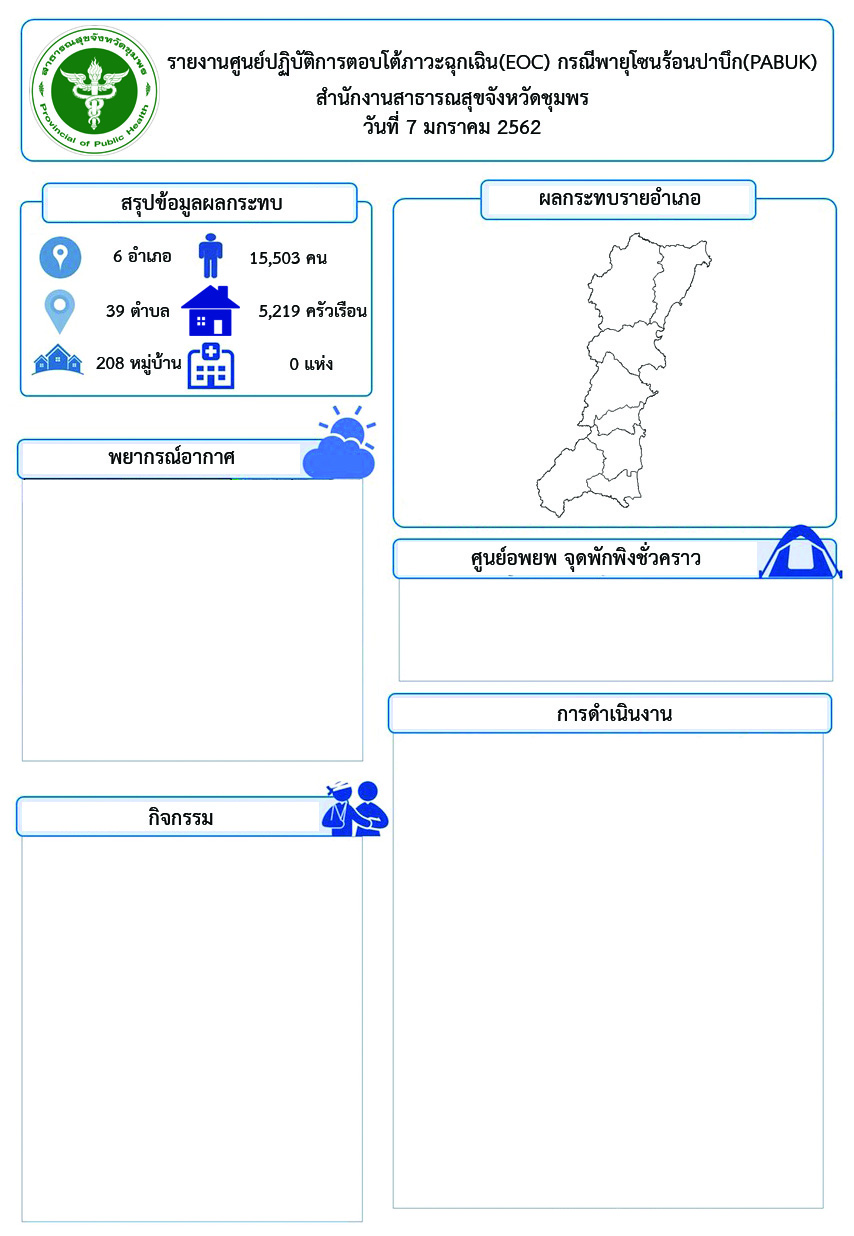 สาธารณสุขจังหวัดชุมพร
Provincial of Public Health
รายงานศูนย์ปฏิบัติการตอบโต้ภาวะฉุกเฉิน(EOC) กรณีพายุโซนร้อนปาบึก(PABUK)
สำนักงานสาธารณสุขจังหวัดชุมพร
วันที่ 7 มกราคม 2562
สรุปข้อมูลผลกระทบ
6 อำเภอ
15,503 คน
39 ตำบล
5,219 ครัวเรือน
208 หมู่บ้าน
0 แห่ง
ผลกระทบรายอำเภอ
พยากรณ์อากาศ
ศูนย์อพยพ จุดพักพิงชั่วคราว
การดำเนินงาน
กิจกรรม